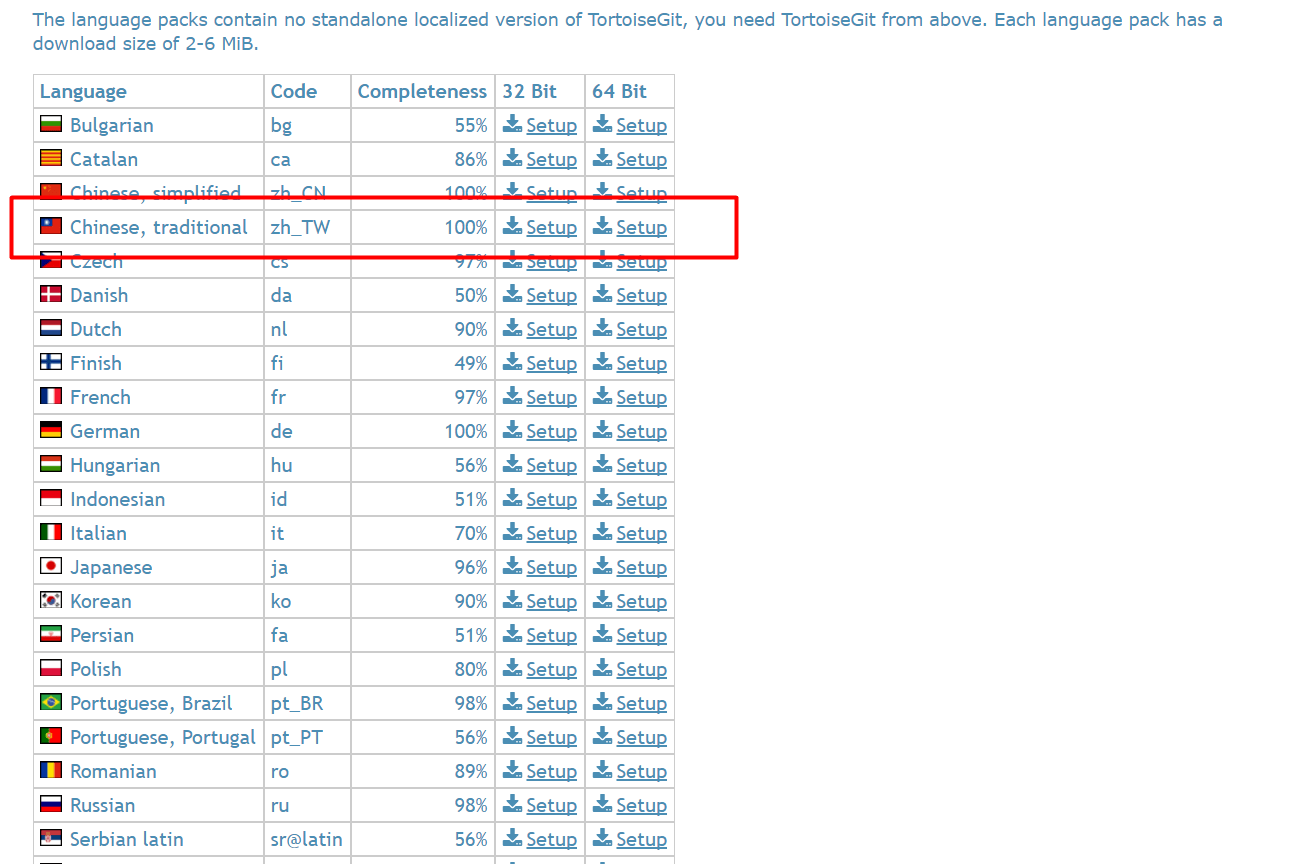 The language packs contain no standalone localized version of TortoiseGit, you need TortoiseGit from above. Each language pack has a
download size of 2-6 MiB.
Language Code Completeness 32 Bit 64 Bit
Bulgarian bg 55% Setup Setup
Catalan ca 86% Setup Setup
Chinese, simplified zh_CN 100% Setup Setup
Chinese, traditional zh_TW 100% Setup Setup
Czech cs 97% Setup Setup
Danish da 50% Setup Setup
Dutch nl 90% Setup Setup
Finish fi 49% Setup Setup
French fr 97% Setup Setup
German de 100% Setup Setup
Hungarian hu 56% Setup Setup
Indonesian id 51% Setup Setup
Italian it 70% Setup Setup
Japanese ja 96% Setup Setup
Korean ko 90% Setup Setup
Persian fa 51% Setup Setup
Polish pl 80% Setup Setup
Portuguese, Brazil pt_BR 98% Setup Setup
Portuguese, Portugal pt_PT 56% Setup Setup
Romanian ro 89% Setup Setup
Russian ru 98% Setup Setup
Serbian latin sr@latin 56% Setup Setup